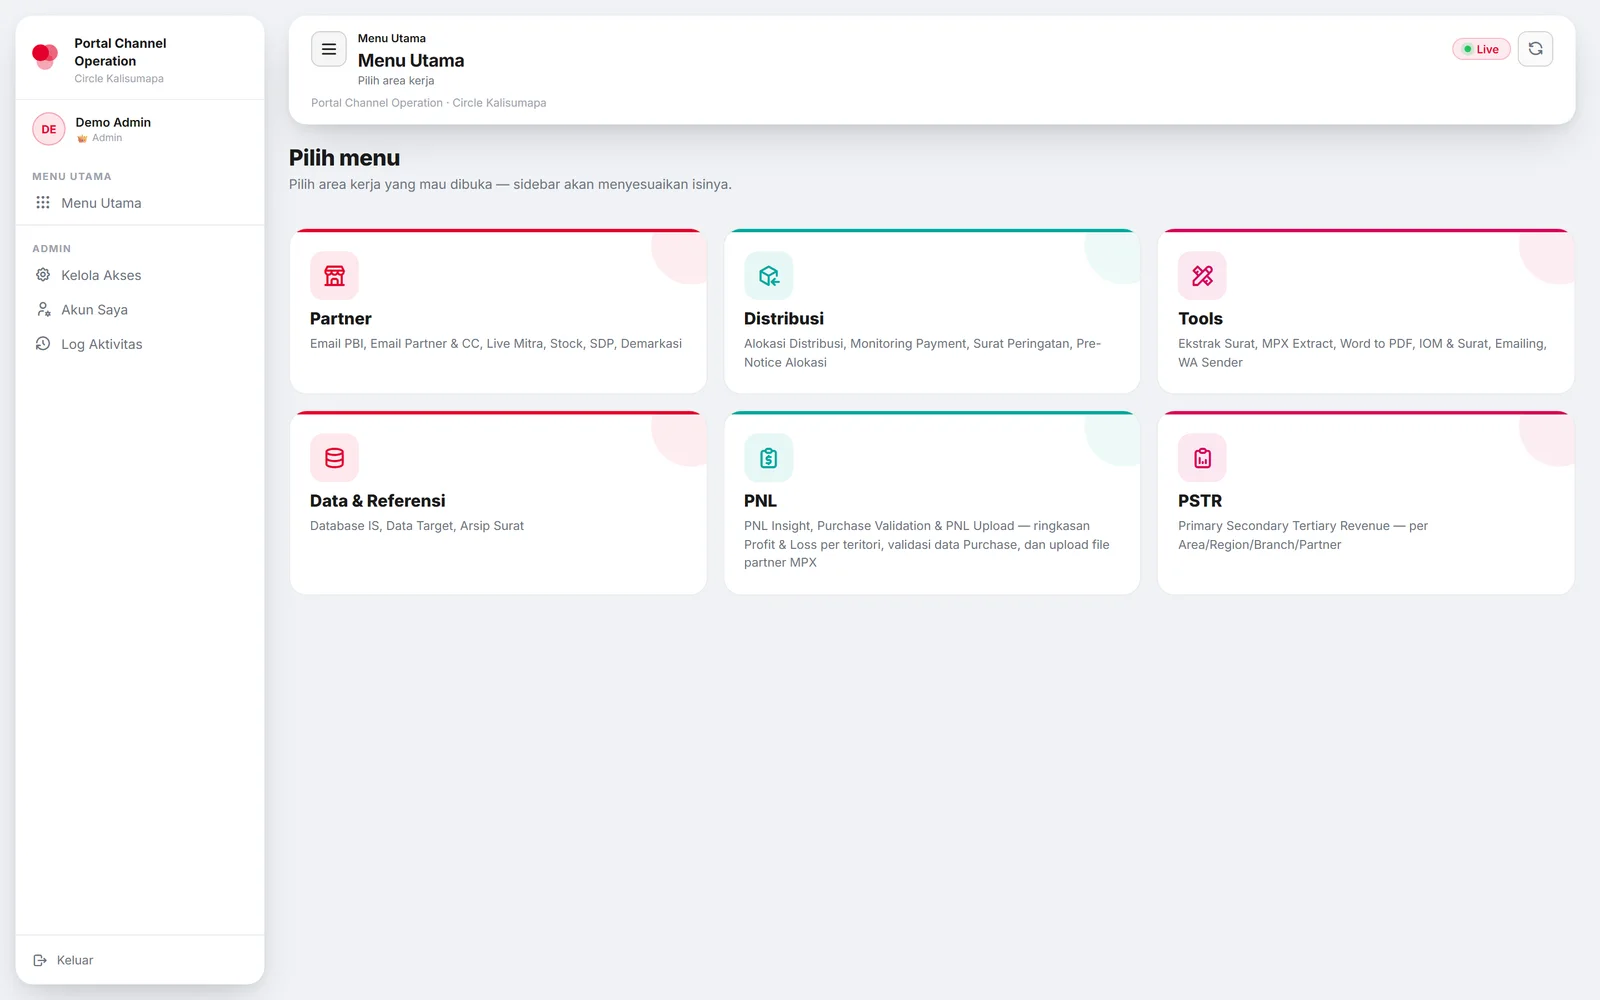 Portal Channel
Operation
Circle Kalisumapa
DE
Demo Admin
Admin
MENU UTAMA
Menu Utama
ADMIN
Kelola Akses
Akun Saya
Log Aktivitas
Keluar
Menu Utama
Menu Utama
Pilih area kerja
Portal Channel Operation · Circle Kalisumapa
Live
Pilih menu
Pilih area kerja yang mau dibuka — sidebar akan menyesuaikan isinya.
Partner
Email PBI, Email Partner & CC, Live Mitra, Stock, SDP, Demarkasi
Distribusi
Alokasi Distribusi, Monitoring Payment, Surat Peringatan, Pre-
Notice Alokasi
Tools
Ekstrak Surat, MPX Extract, Word to PDF, IOM & Surat, Emailing,
WA Sender
Data & Referensi
Database IS, Data Target, Arsip Surat
PNL
PNL Insight, Purchase Validation & PNL Upload — ringkasan
Profit & Loss per teritori, validasi data Purchase, dan upload file
partner MPX
PSTR
Primary Secondary Tertiary Revenue — per
Area/Region/Branch/Partner